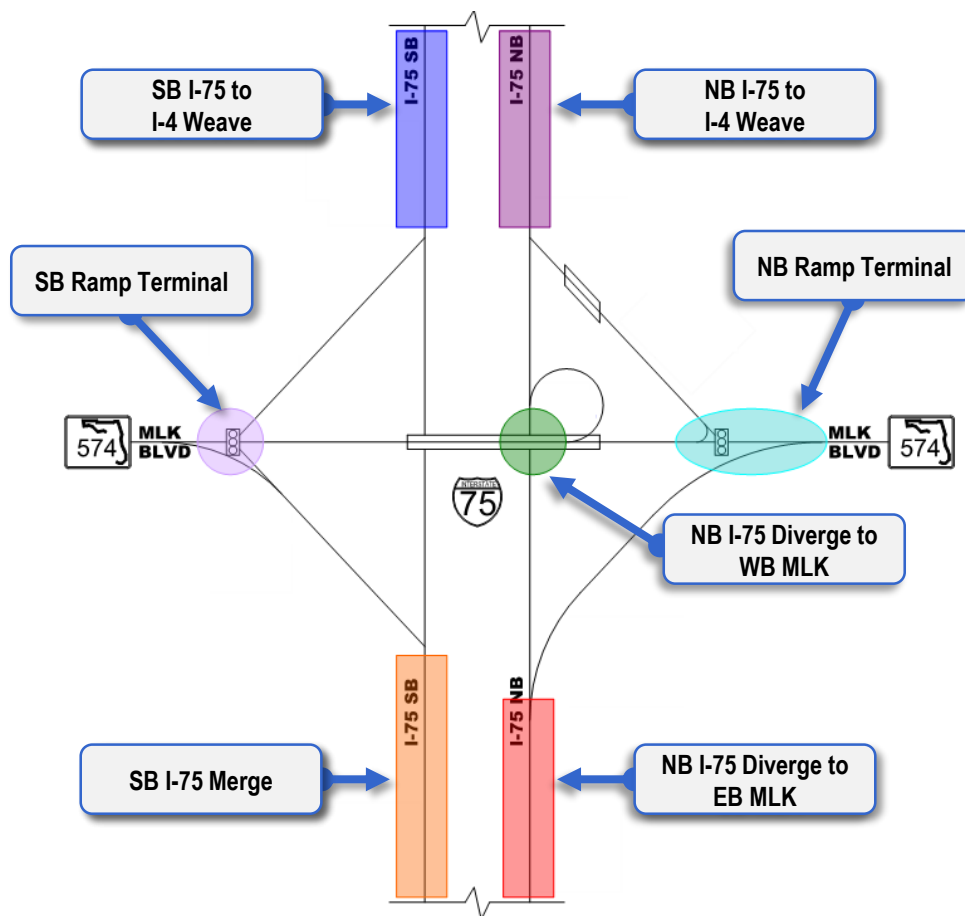 I-75 SB
I-75 NB
SB I-75 to
I-4 Weave
NB I-75 to
I-4 Weave
SB Ramp Terminal
NB Ramp Terminal
574
MLK
BLVD
MLK
BLVD
574
INTERSTATE
75
NB I-75 Diverge to
WB MLK
I-75 SB
I-75 NB
SB I-75 Merge
NB I-75 Diverge to
EB MLK